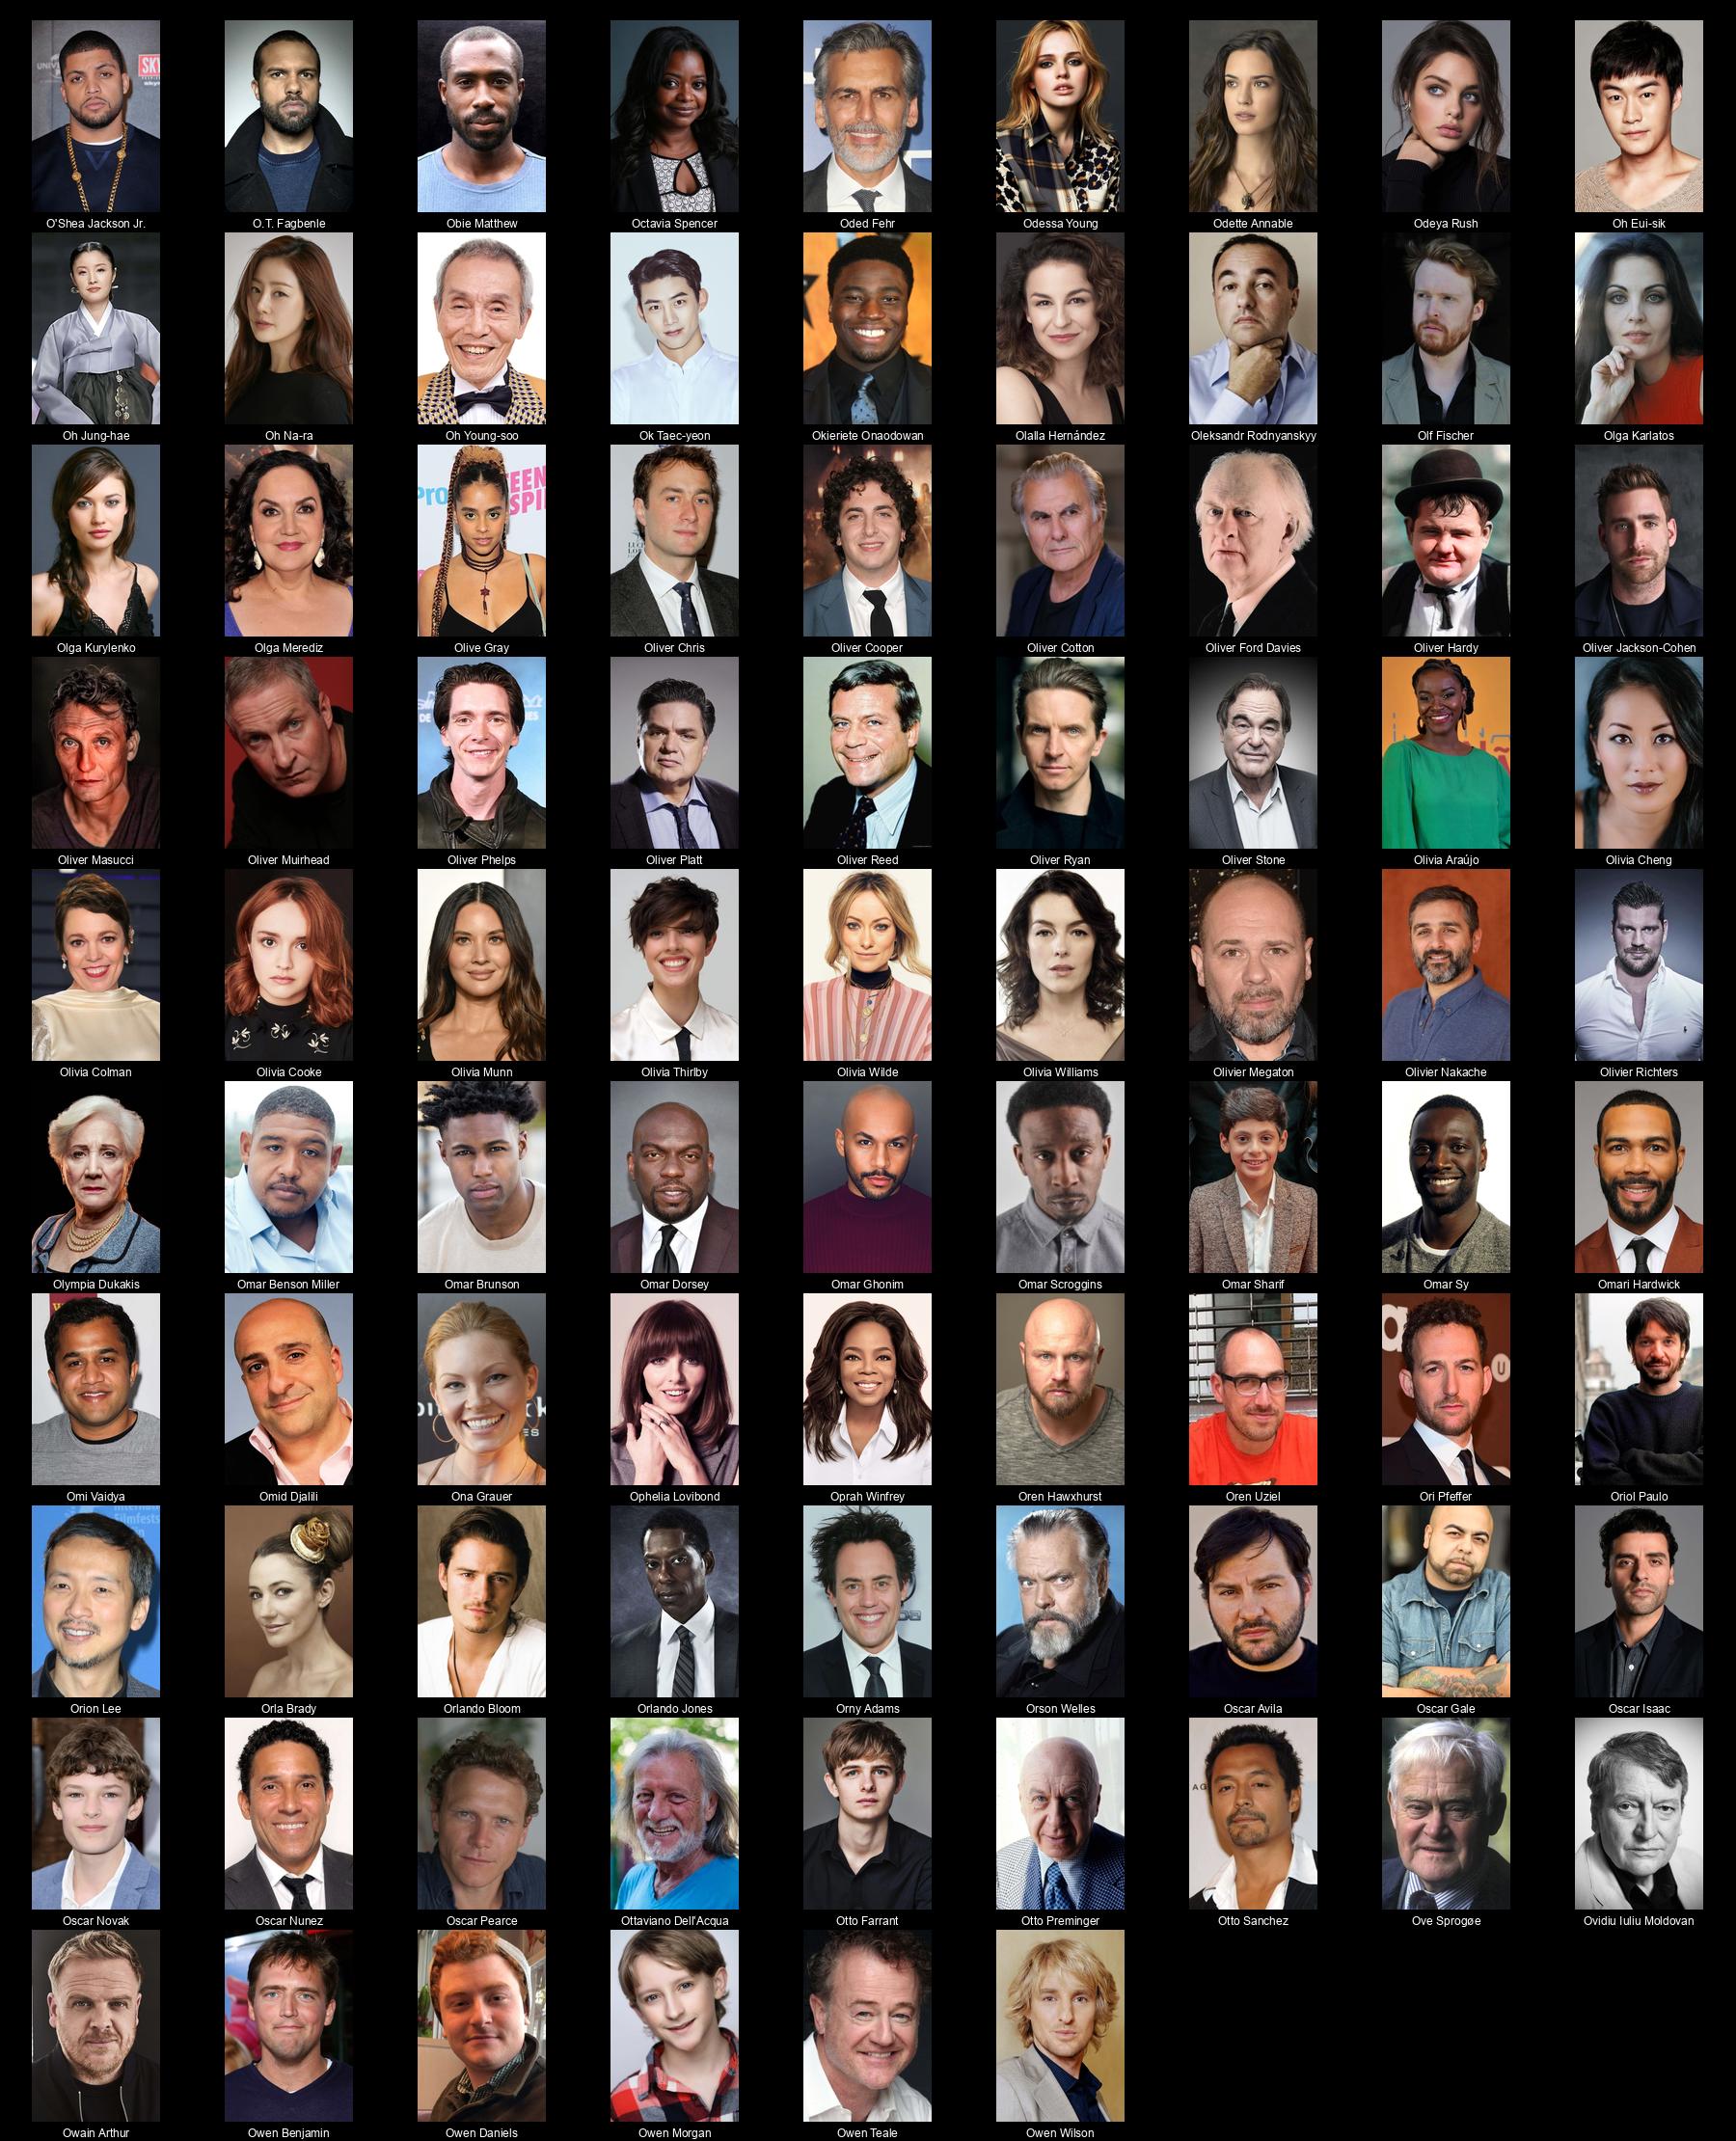 O'Shea Jackson Jr.
O.T. Fagbenle
Obie Matthew
Octavia Spencer
Oded Fehr
Odessa Young
Odette Annable
Odeya Rush
Oh Eui-sik
Oh Jung-hae
Oh Na-ra
Oh Young-soo
Ok Taec-yeon
Okieriete Onaodowan
Olalla Hernández
Oleksandr Rodnyanskyy
Olf Fischer
Olga Karlatos
Olga Kurylenko
Olga Merediz
Olive Gray
Oliver Chris
Oliver Cooper
Oliver Cotton
Oliver Ford Davies
Oliver Hardy
Oliver Jackson-Cohen
Oliver Masucci
Oliver Muirhead
Oliver Phelps
Oliver Platt
Oliver Reed
Oliver Ryan
Oliver Stone
Olivia Araújo
Olivia Cheng
Olivia Colman
Olivia Cooke
Olivia Munn
Olivia Thirlby
Olivia Wilde
Olivia Williams
Olivier Megaton
Olivier Nakache
Olivier Richters
Olympia Dukakis
Omar Benson Miller
Omar Brunson
Omar Dorsey
Omar Ghonim
Omar Scroggins
Omar Sharif
Omar Sy
Omari Hardwick
Omi Vaidya
Omid Djalili
Ona Grauer
Ophelia Lovibond
Oprah Winfrey
Oren Hawxhurst
Oren Uziel
Ori Pfeffer
Oriol Paulo
Orion Lee
Orla Brady
Orlando Bloom
Orlando Jones
Orny Adams
Orson Welles
Oscar Avila
Oscar Gale
Oscar Isaac
Oscar Novak
Oscar Nunez
Oscar Pearce
Ottaviano Dell'Acqua
Otto Farrant
Otto Preminger
Otto Sanchez
Ove Sprogøe
Ovidiu Iuliu Moldovan
Owain Arthur
Owen Benjamin
Owen Daniels
Owen Morgan
Owen Teale
Owen Wilson